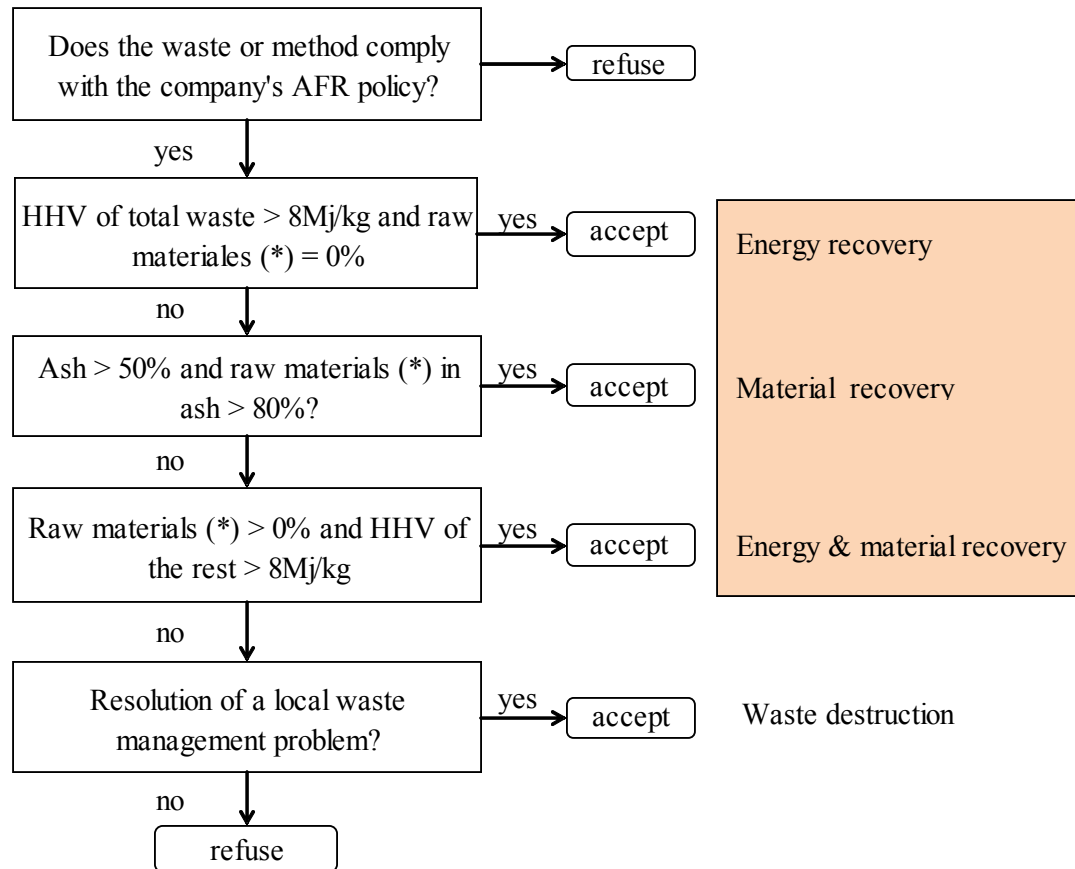 Does the waste or method comply
with the company's AFR policy?
refuse
yes
HHV of total waste > 8Mj/kg and raw
materiales (*) = 0%
yes
accept
Energy recovery
no
Ash > 50% and raw materials (*) in
ash > 80%?
yes
accept
Material recovery
no
Raw materials (*) > 0% and HHV of
the rest > 8Mj/kg
yes
accept
Energy & material recovery
no
Resolution of a local waste
management problem?
yes
accept
Waste destruction
no
refuse